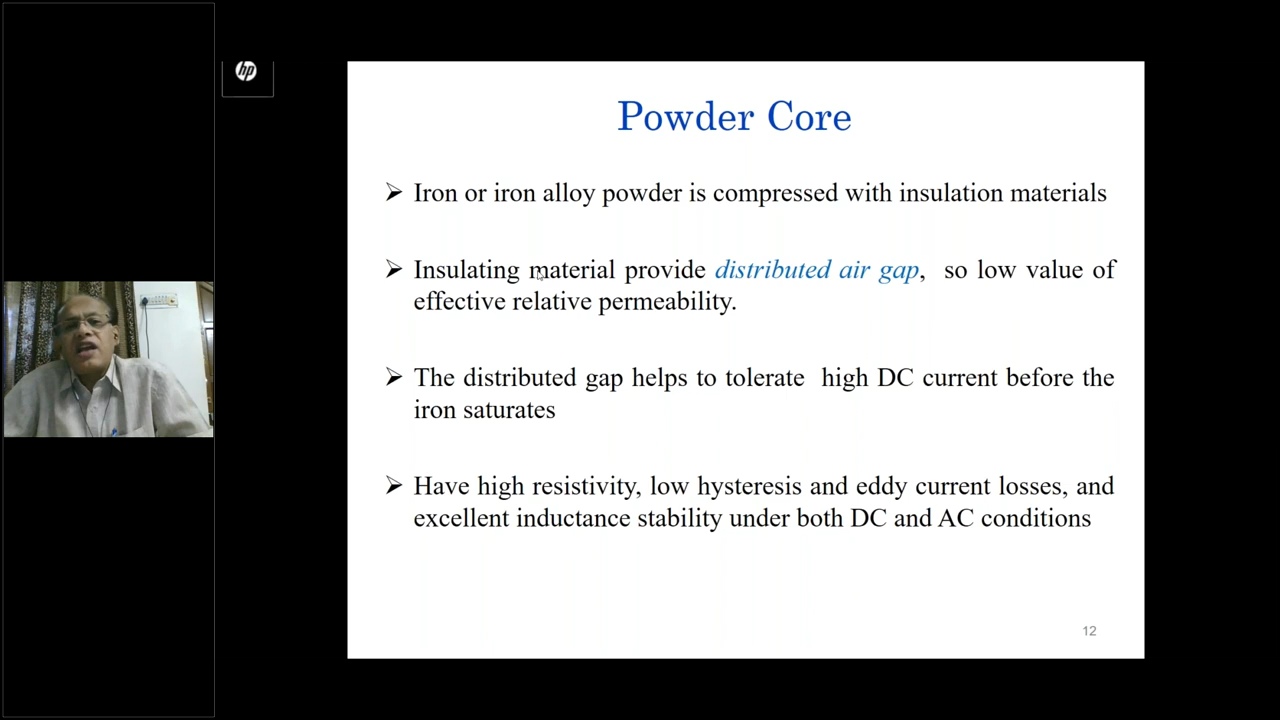 hp
Powder Core
➢ Iron or iron alloy powder is compressed with insulation materials
➢ Insulating material provide distributed air gap, so low value of
effective relative permeability.
➢ The distributed gap helps to tolerate high DC current before the
iron saturates
➢ Have high resistivity, low hysteresis and eddy current losses, and
excellent inductance stability under both DC and AC conditions
12